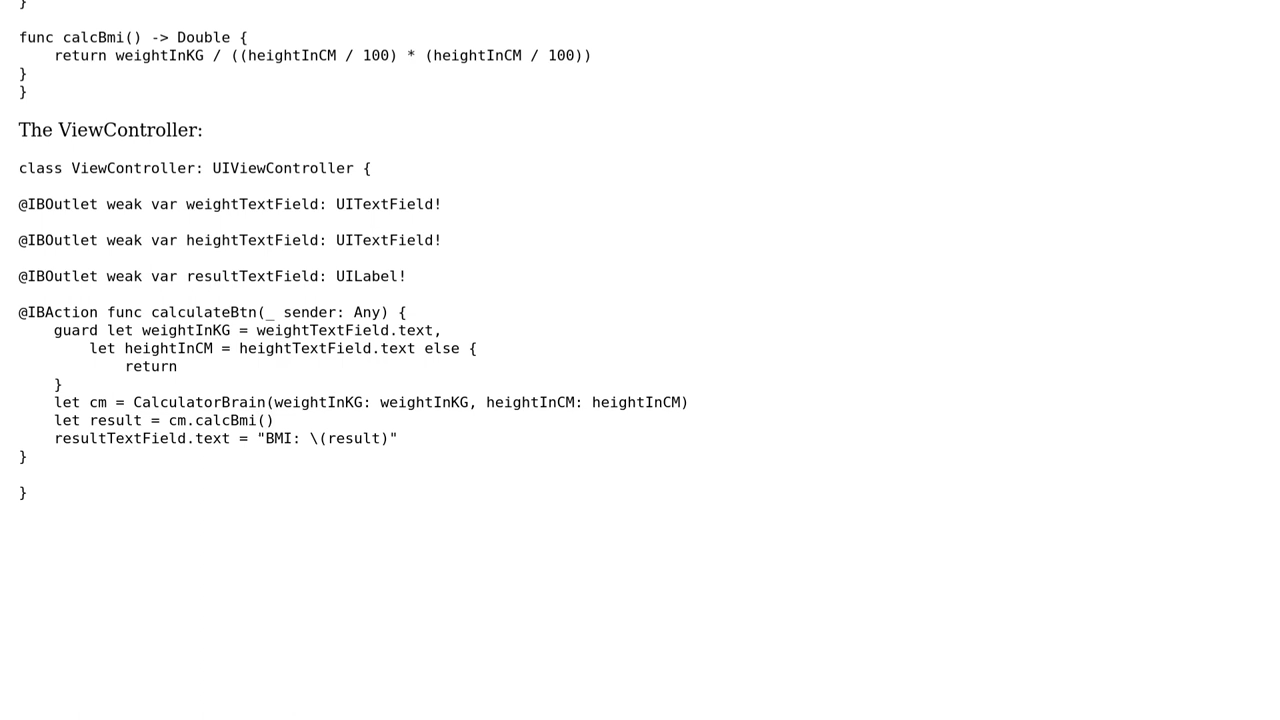 }
func calcBmi() -> Double {
    return weightInKG / ((heightInCM / 100) * (heightInCM / 100))
}
}
The ViewController:
class ViewController: UIViewController {
@IBOutlet weak var weightTextField: UITextField!
@IBOutlet weak var heightTextField: UITextField!
@IBOutlet weak var resultTextField: UILabel!
@IBAction func calculateBtn(_ sender: Any) {
    guard let weightInKG = weightTextField.text,
        let heightInCM = heightTextField.text else {
            return
    }
    let cm = CalculatorBrain(weightInKG: weightInKG, heightInCM: heightInCM)
    let result = cm.calcBmi()
    resultTextField.text = "BMI: \(result)"
}
}